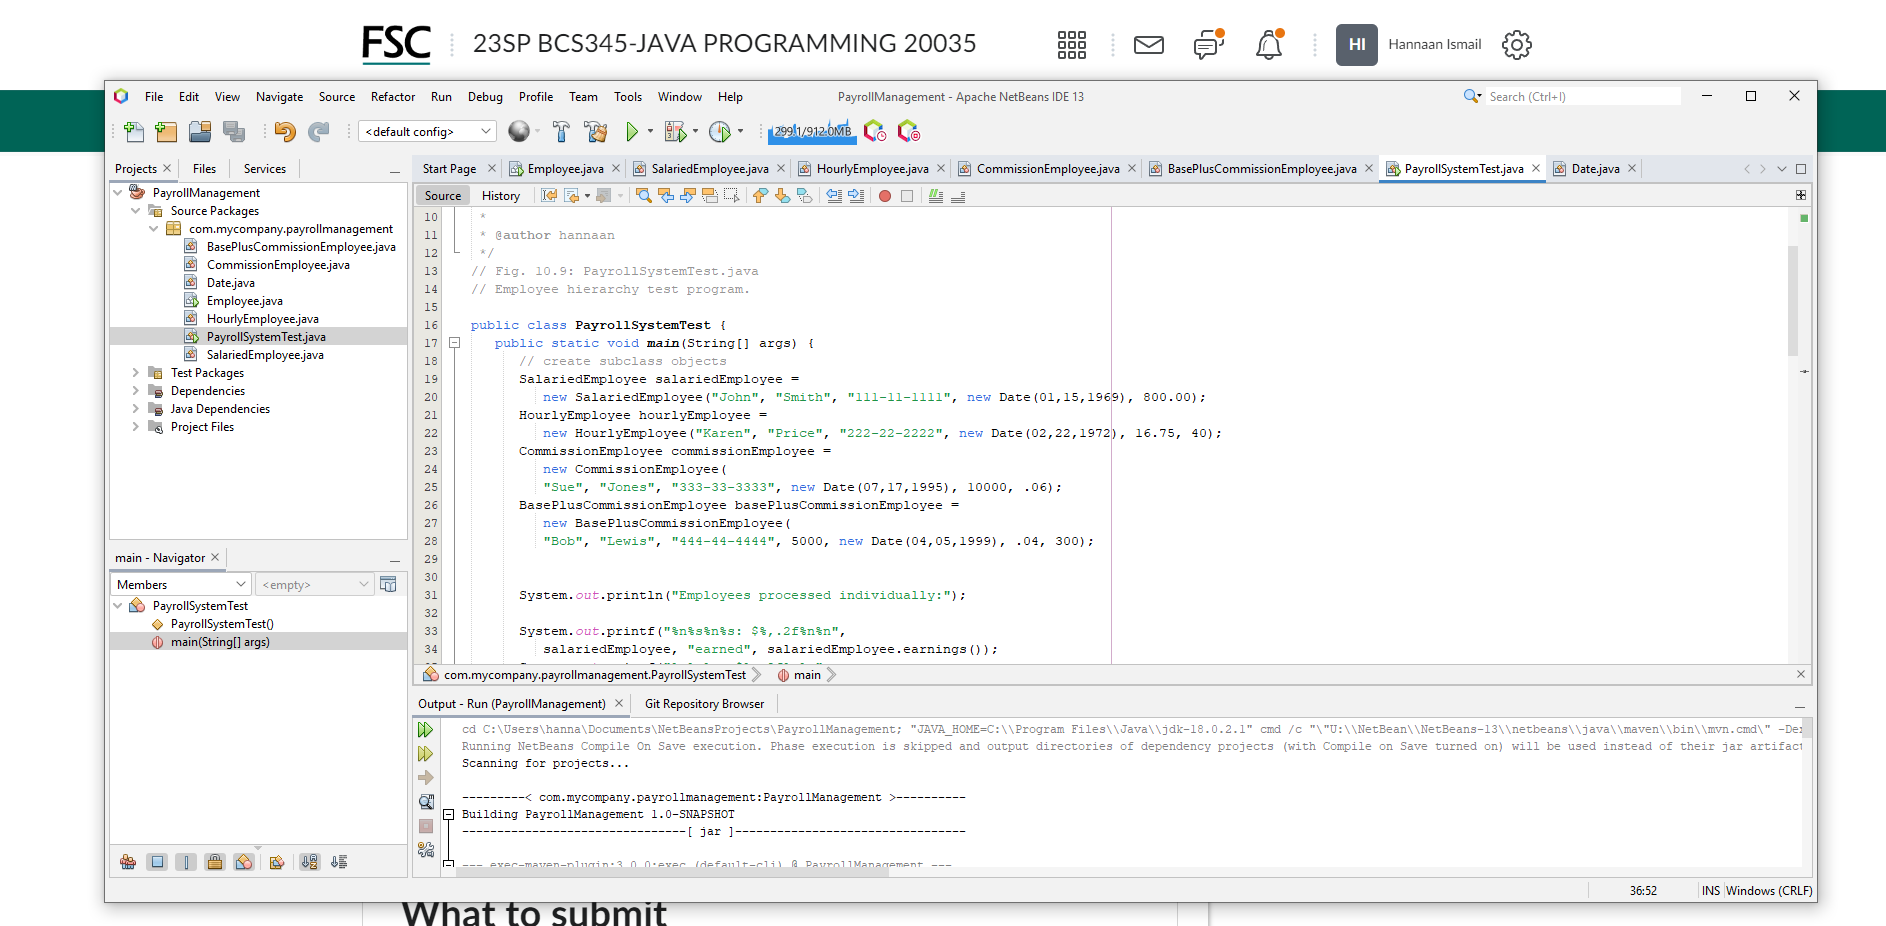 FSC 23SP BCS345-JAVA PROGRAMMING 20035 HI Hannaan Ismail
File Edit View Navigate Source Refactor Run Debug Profile Team Tools Window Help PayrollManagement - Apache NetBeans IDE 13 Search (Ctrl+I)
<default config> 299.1/912.0MB
Projects Files Services
Start Page Employee.java SalariedEmployee.java HourlyEmployee.java CommissionEmployee.java BasePlusCommissionEmployee.java PayrollSystemTest.java Date.java
PayrollManagement
Source Packages
com.mycompany.payrollmanagement
BasePlusCommissionEmployee.java
CommissionEmployee.java
Date.java
Employee.java
HourlyEmployee.java
PayrollSystemTest.java
SalariedEmployee.java
Test Packages
Dependencies
Java Dependencies
Project Files
main - Navigator
Members <empty>
PayrollSystemTest
PayrollSystemTest()
main(String[] args)
Source History
10 *
11 * @author hannaan
12 */
13 // Fig. 10.9: PayrollSystemTest.java
14 // Employee hierarchy test program.
15
16 public class PayrollSystemTest {
17 public static void main(String[] args) {
18 // create subclass objects
19 SalariedEmployee salariedEmployee =
20 new SalariedEmployee("John", "Smith", "111-11-1111", new Date(01,15,1969), 800.00);
21 HourlyEmployee hourlyEmployee =
22 new HourlyEmployee("Karen", "Price", "222-22-2222", new Date(02,22,1972), 16.75, 40);
23 CommissionEmployee commissionEmployee =
24 new CommissionEmployee(
25 "Sue", "Jones", "333-33-3333", new Date(07,17,1995), 10000, .06);
26 BasePlusCommissionEmployee basePlusCommissionEmployee =
27 new BasePlusCommissionEmployee(
28 "Bob", "Lewis", "444-44-4444", 5000, new Date(04,05,1999), .04, 300);
29
30
31 System.out.println("Employees processed individually:");
32
33 System.out.printf("%n%s%n%s: $%,.2f%n%n",
34 salariedEmployee, "earned", salariedEmployee.earnings());
com.mycompany.payrollmanagement.PayrollSystemTest main
Output - Run (PayrollManagement) Git Repository Browser
cd C:\Users\hanna\Documents\NetBeansProjects\PayrollManagement; "JAVA_HOME=C:\\Program Files\\Java\\jdk-18.0.2.1" cmd /c "\"U:\\NetBean\\NetBeans-13\\netbeans\\java\\maven\\bin\\mvn.cmd\" -De
Running NetBeans Compile On Save execution. Phase execution is skipped and output directories of dependency projects (with Compile on Save turned on) will be used instead of their jar artifact
Scanning for projects...
---------< com.mycompany.payrollmanagement:PayrollManagement >----------
Building PayrollManagement 1.0-SNAPSHOT
--------------------------------[ jar ]---------------------------------
--- exec-maven-plugin:3.0.0:exec (default-cli) @ PayrollManagement ---
36:52 INS Windows (CRLF)
What to submit